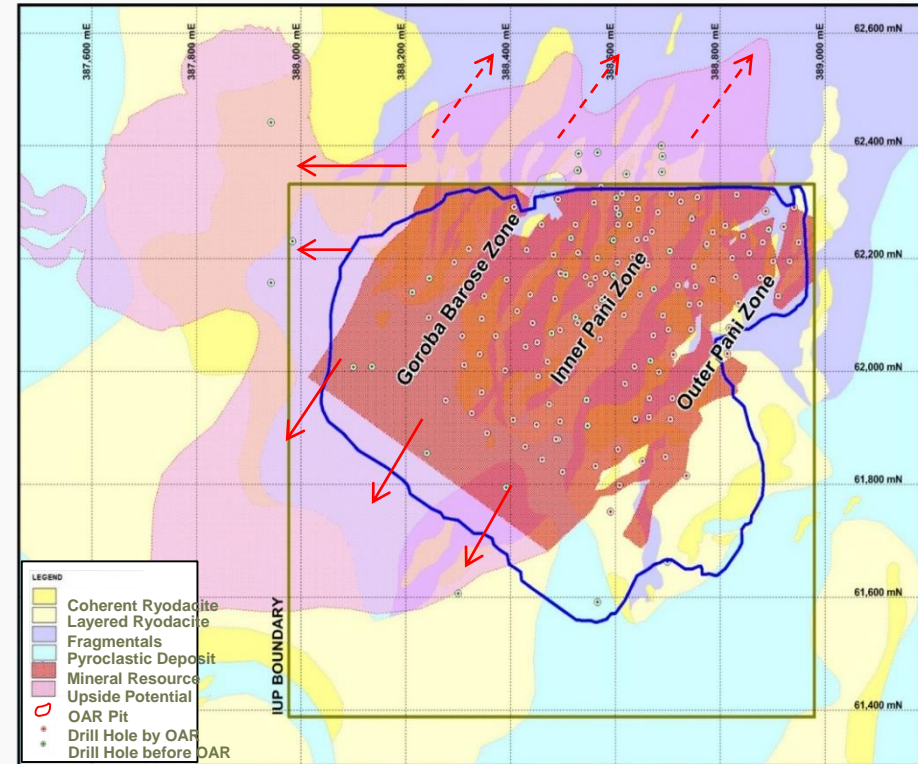 387,600 mE
387,800 mE
388,000 mE
388,200 mE
388,400 mE
388,600 mE
388,800 mE
389,000 mE
62,600 mN
62,400 mN
62,200 mN
62,000 mN
61,800 mN
61,600 mN
61,400 mN
Goroba Barose Zone
Inner Pani Zone
Outer Pani Zone
IUP BOUNDARY
LEGEND
Coherent Ryodacite
Layered Ryodacite
Fragmentals
Pyroclastic Deposit
Mineral Resource
Upside Potential
OAR Pit
Drill Hole by OAR
Drill Hole before OAR